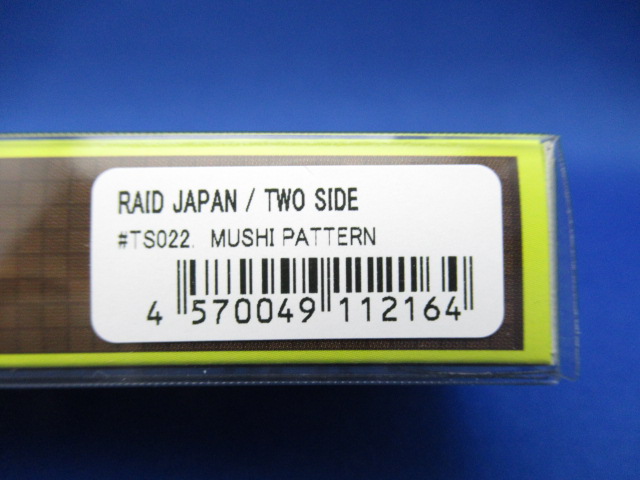 RAID JAPAN / TWO SIDE
#TS022. MUSHI PATTERN
4 570049 112164